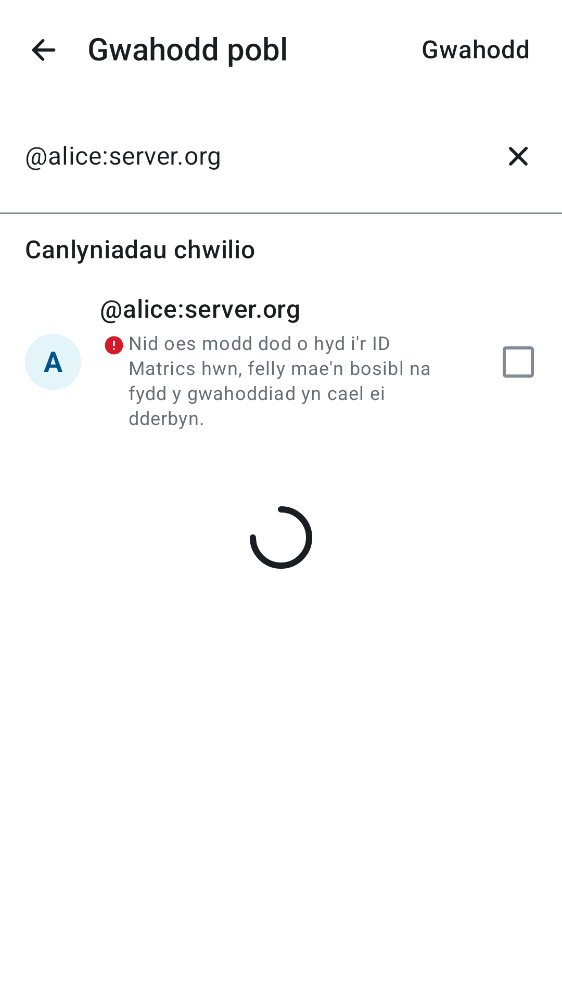 Gwahodd pobl
Gwahodd
@alice:server.org
Canlyniadau chwilio
@alice:server.org
A
Nid oes modd dod o hyd i'r ID
Matrics hwn, felly mae'n bosibl na
fydd y gwahoddiad yn cael ei
dderbyn.